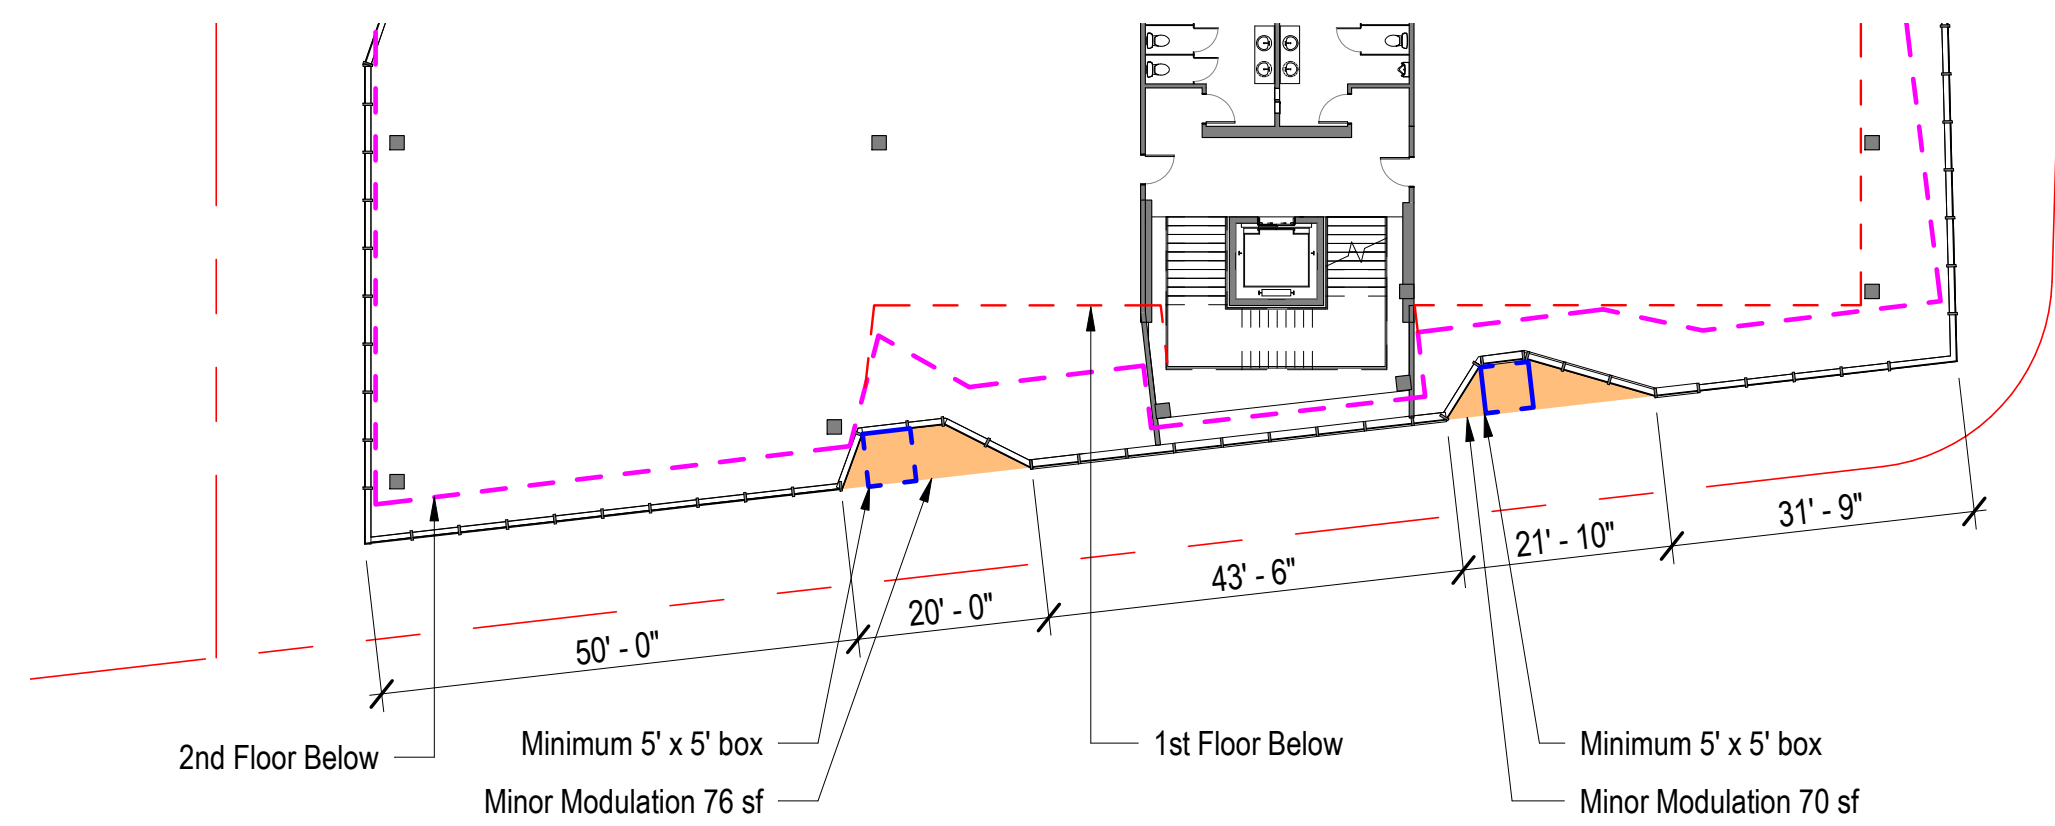 31' - 9"
21' - 10"
43' - 6"
20' - 0"
50' - 0"
2nd Floor Below
Minimum 5' x 5' box
1st Floor Below
Minimum 5' x 5' box
Minor Modulation 76 sf
Minor Modulation 70 sf